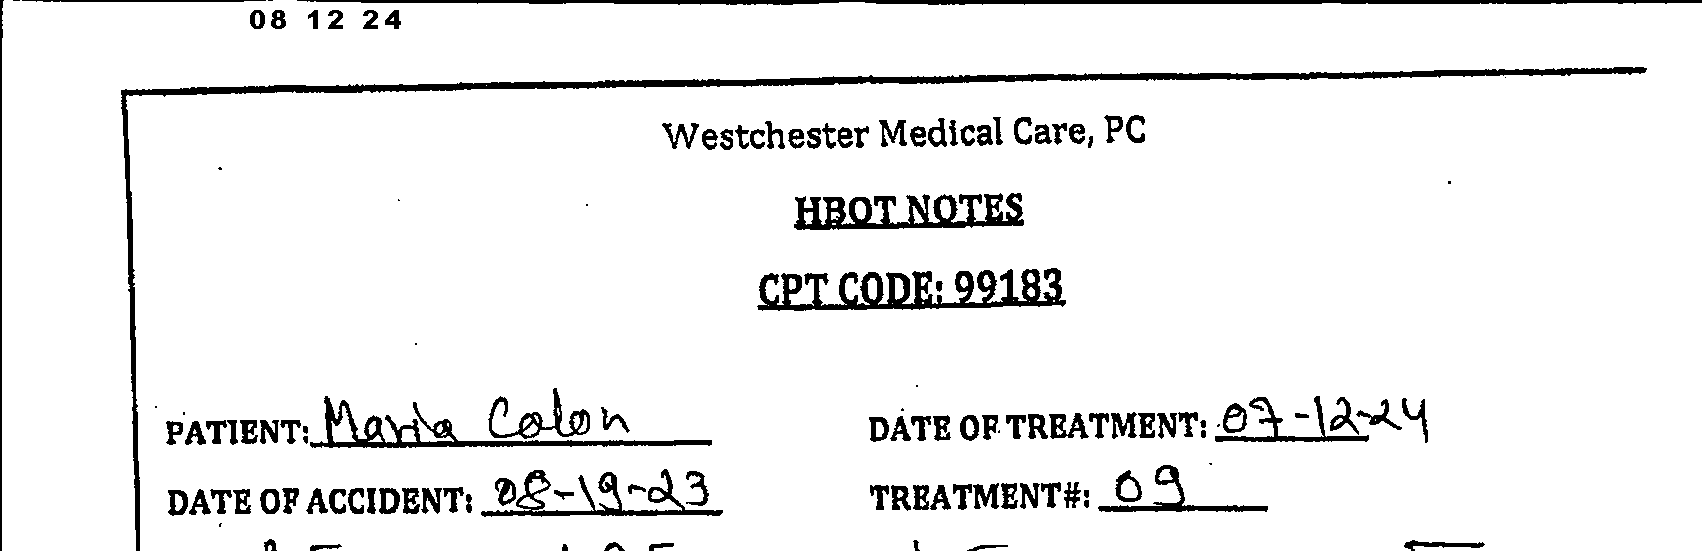 08 12 24
Westchester Medical Care, PC
HBOT NOTES
CPT CODE: 99183
PATIENT: Maria Colon DATE OF TREATMENT: 07-12-24
DATE OF ACCIDENT: 08-19-23 TREATMENT#: 09